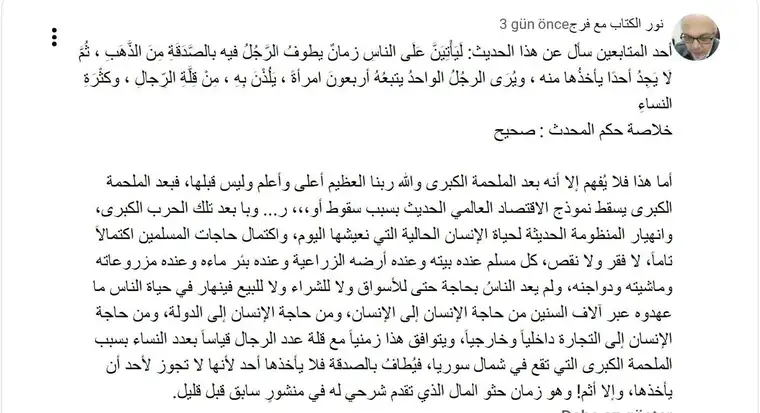 نور الكتاب مع فرج 3 gün önce
أحد المتابعين سأل عن هذا الحديث: لَيَأْتِيَنَّ عَلَى الناسِ زمانٌ يطوفُ الرَّجُلُ فيه بالصَّدَقَةِ مِنَ الذَّهَبِ ، ثُمَّ
لَا يَجِدُ أحدًا يأخذُها منه ، ويُرَى الرجُلُ الواحدُ يتبعُهُ أربعونَ امرأةً ، يَلُذْنَ بِهِ ، مِنْ قِلَّةِ الرِّجالِ ، وكثْرَةِ
النساءِ
خلاصة حكم المحدث : صحيح
أما هذا فلا يُفهم إلا أنه بعد الملحمة الكبرى والله ربنا العظيم أعلى وأعلم وليس قبلها، فبعد الملحمة
الكبرى يسقط نموذج الاقتصاد العالمي الحديث بسبب سقوط أو،،، ر... وبا بعد تلك الحرب الكبرى،
وانهيار المنظومة الحديثة لحياة الإنسان الحالية التي نعيشها اليوم، واكتمال حاجات المسلمين اكتمالاً
تاماً، لا فقر ولا نقص، كل مسلم عنده بيته وعنده أرضه الزراعية وعنده بئر ماءه وعنده مزروعاته
وماشيته ودواجنه، ولم يعد الناسُ بحاجة حتى للأسواق ولا للشراء ولا للبيع فينهار في حياة الناس ما
عهدوه عبر آلاف السنين من حاجة الإنسان إلى الإنسان، ومن حاجة الإنسان إلى الدولة، ومن حاجة
الإنسان إلى التجارة داخلياً وخارجياً، ويتوافق هذا زمنياً مع قلة عدد الرجال قياساً بعدد النساء بسبب
الملحمة الكبرى التي تقع في شمال سوريا، فيُطافُ بالصدقة فلا يأخذها أحد لأنها لا تجوز لأحد أن
يأخذها، وإلا أثم! وهو زمان حثو المال الذي تقدم شرحي له في منشورٍ سابق قبل قليل.